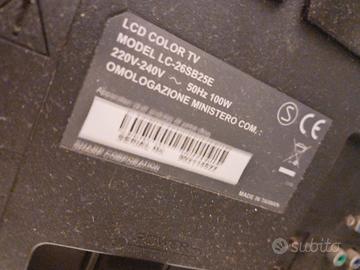 LCD COLOR TV
MODEL LC-26SB25E
220V-240V ~ 50Hz 100W
OMOLOGAZIONE MINISTERO COM.:
S CE
SERIAL No.
SHARP CORPORATION
MADE IN TAIWAN
subito